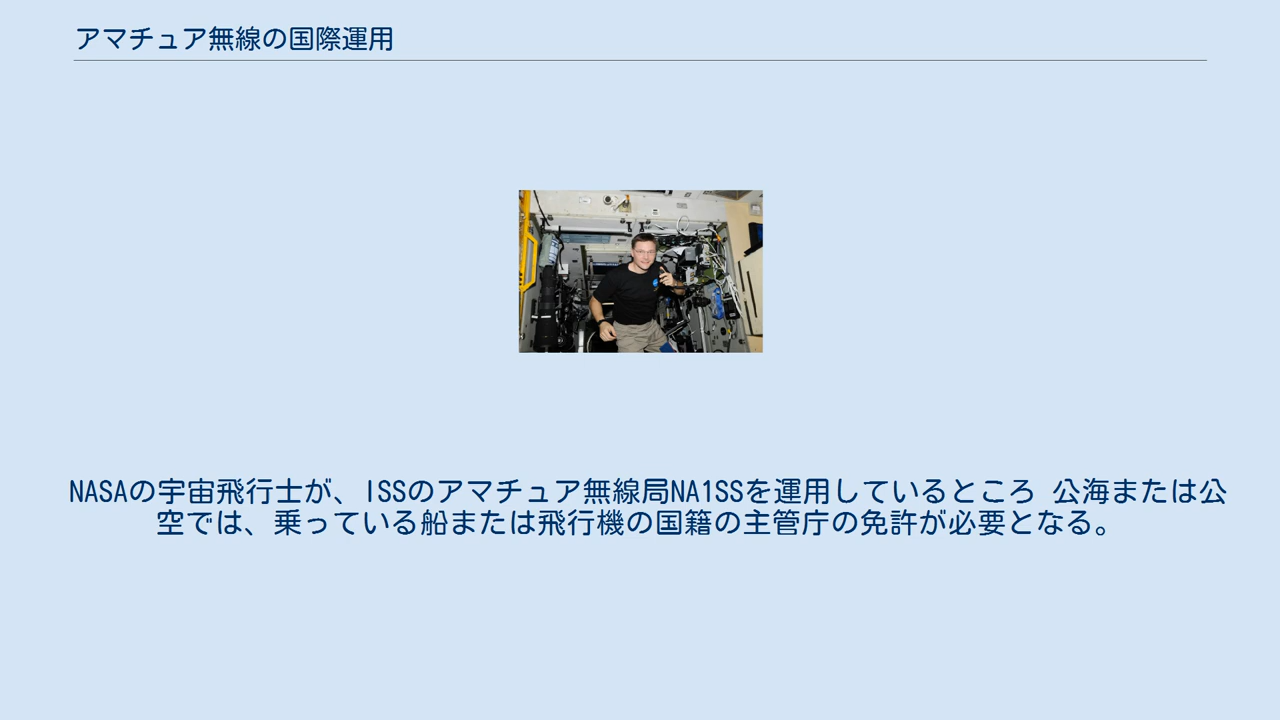 アマチュア無線の国際運用
NASAの宇宙飛行士が、ISSのアマチュア無線局NA1SSを運用しているところ 公海または公
空では、乗っている船または飛行機の国籍の主管庁の免許が必要となる。